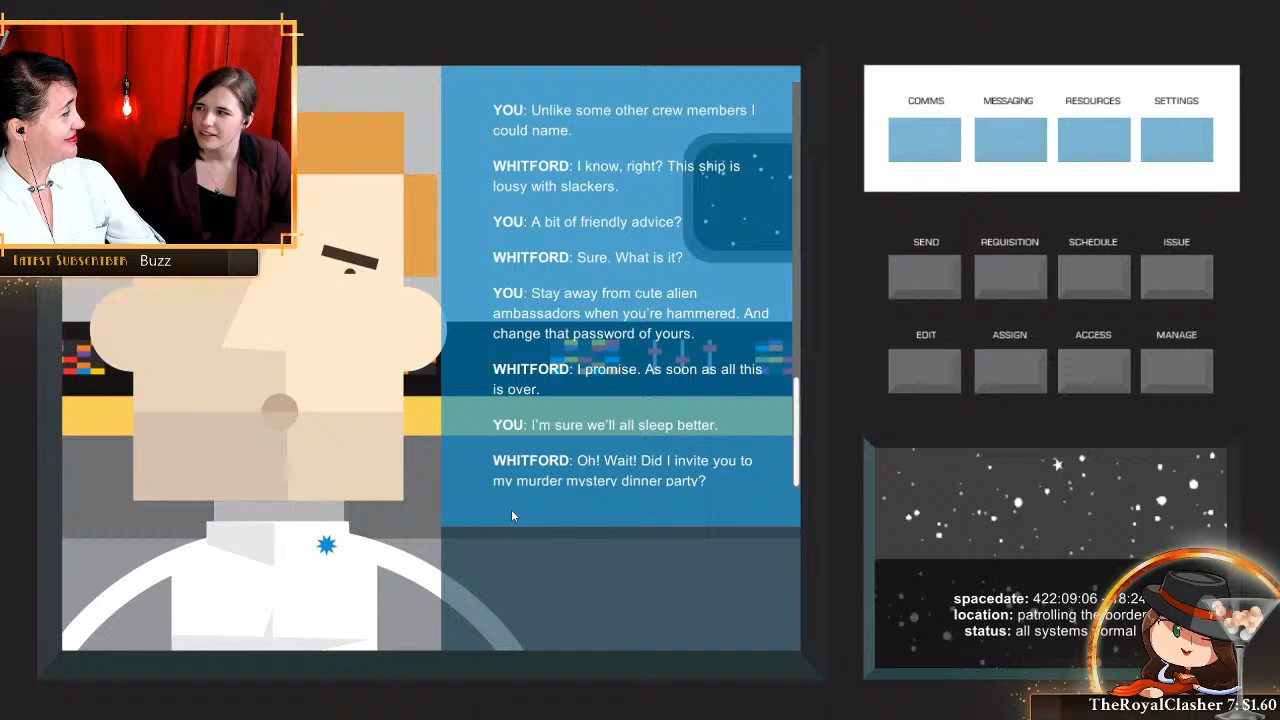 YOU: Unlike some other crew members I
could name.
WHITFORD: I know, right? This ship is
lousy with slackers.
YOU: A bit of friendly advice?
WHITFORD: Sure. What is it?
YOU: Stay away from cute alien
ambassadors when you're hammered. And
change that password of yours.
WHITFORD: I promise. As soon as all this
is over.
YOU: I'm sure we'll all sleep better.
WHITFORD: Oh! Wait! Did I invite you to
my murder mystery dinner party?
LATEST SUBSCRIBER Buzz
COMMS MESSAGING RESOURCES SETTINGS
SEND REQUISITION SCHEDULE ISSUE
EDIT ASSIGN ACCESS MANAGE
spacedate: 422:09:06 - 18:24
location: patrolling the border
status: all systems normal
TheRoyalClasher 7: $1.60